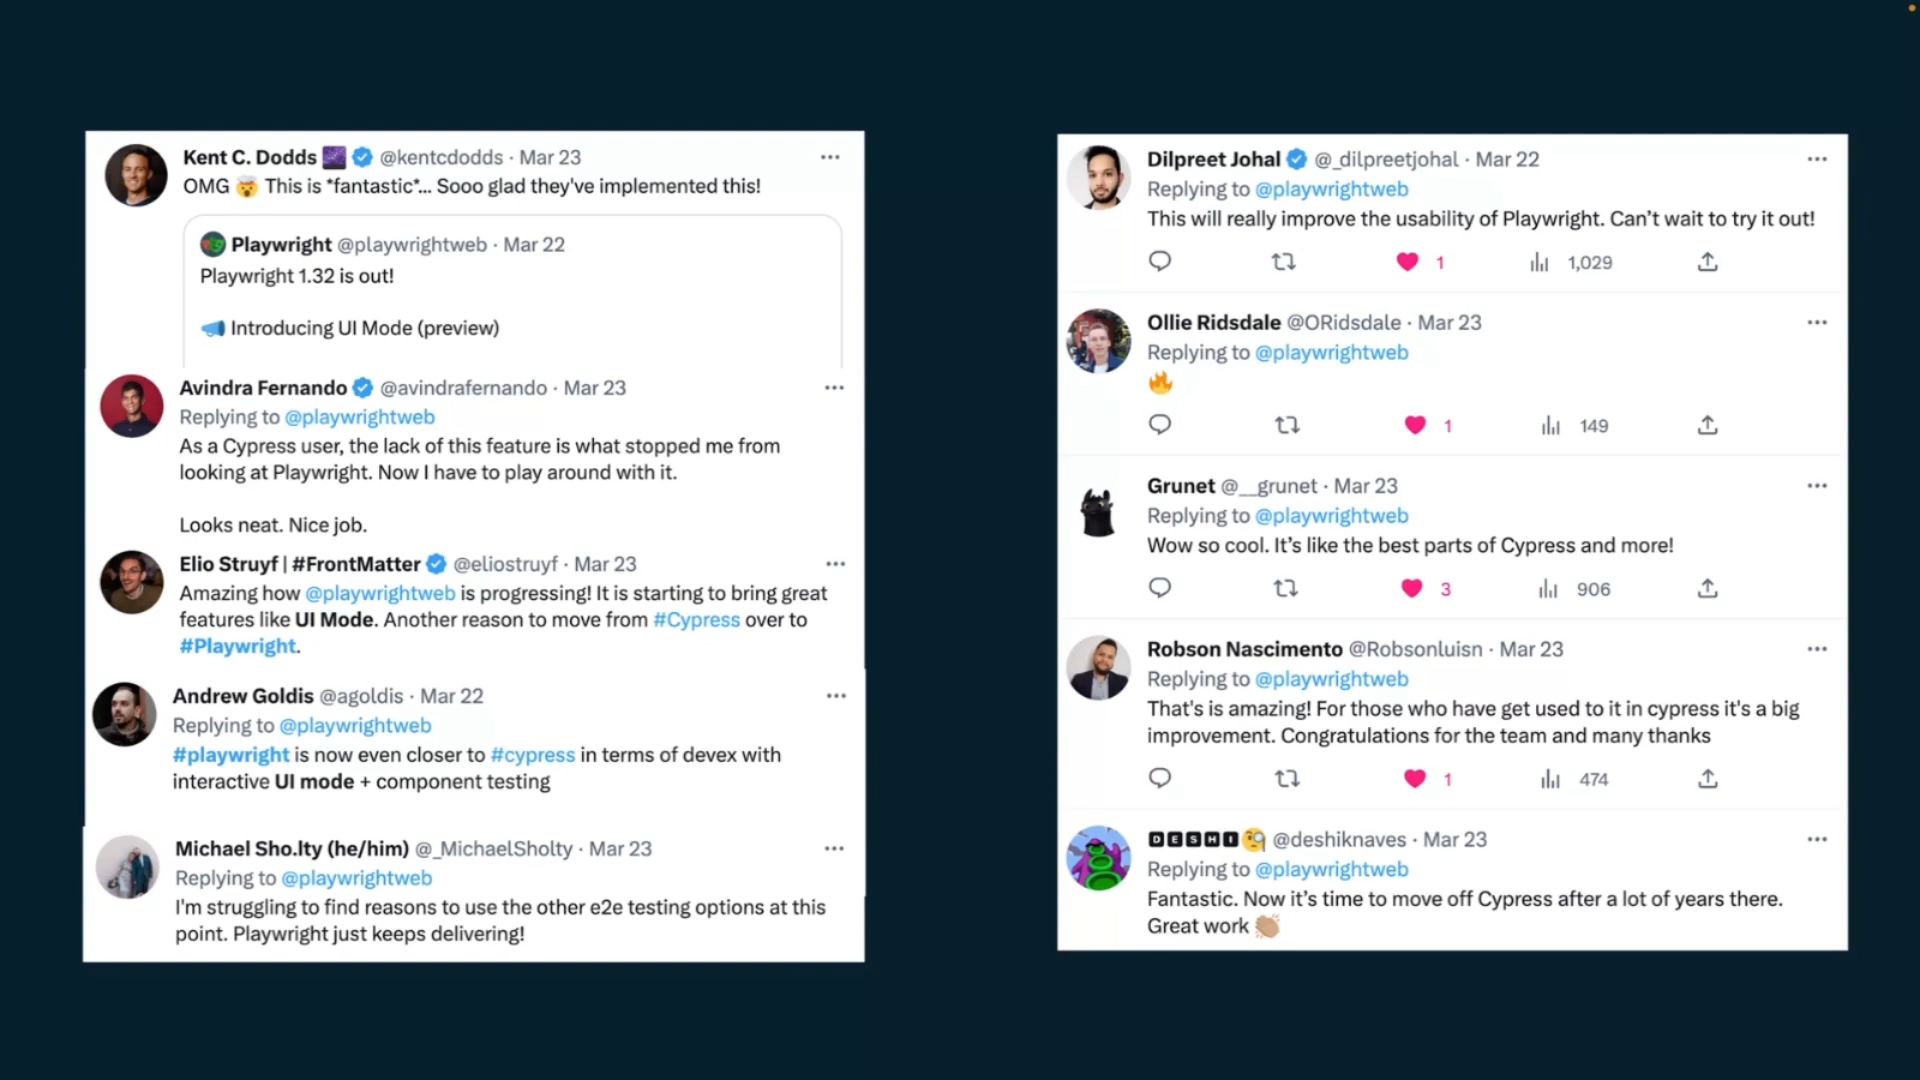 Kent C. Dodds 🌌 @kentcdodds · Mar 23
OMG 🤯 This is *fantastic*... Sooo glad they've implemented this!
Playwright @playwrightweb · Mar 22
Playwright 1.32 is out!
📣 Introducing UI Mode (preview)
Avindra Fernando @avindrafernando · Mar 23
Replying to @playwrightweb
As a Cypress user, the lack of this feature is what stopped me from
looking at Playwright. Now I have to play around with it.
Looks neat. Nice job.
Elio Struyf | #FrontMatter @eliostruyf · Mar 23
Amazing how @playwrightweb is progressing! It is starting to bring great
features like UI Mode. Another reason to move from #Cypress over to
#Playwright.
Andrew Goldis @agoldis · Mar 22
Replying to @playwrightweb
#playwright is now even closer to #cypress in terms of devex with
interactive UI mode + component testing
Michael Sho.lty (he/him) @_MichaelSholty · Mar 23
Replying to @playwrightweb
I'm struggling to find reasons to use the other e2e testing options at this
point. Playwright just keeps delivering!
Dilpreet Johal @_dilpreetjohal · Mar 22
Replying to @playwrightweb
This will really improve the usability of Playwright. Can’t wait to try it out!
1 1,029
Ollie Ridsdale @ORidsdale · Mar 23
Replying to @playwrightweb
🔥
1 149
Grunet @__grunet · Mar 23
Replying to @playwrightweb
Wow so cool. It’s like the best parts of Cypress and more!
3 906
Robson Nascimento @Robsonluisn · Mar 23
Replying to @playwrightweb
That's is amazing! For those who have get used to it in cypress it's a big
improvement. Congratulations for the team and many thanks
1 474
🅳🅴🆂🅷🅸🧐 @deshiknaves · Mar 23
Replying to @playwrightweb
Fantastic. Now it’s time to move off Cypress after a lot of years there.
Great work 👏🏽